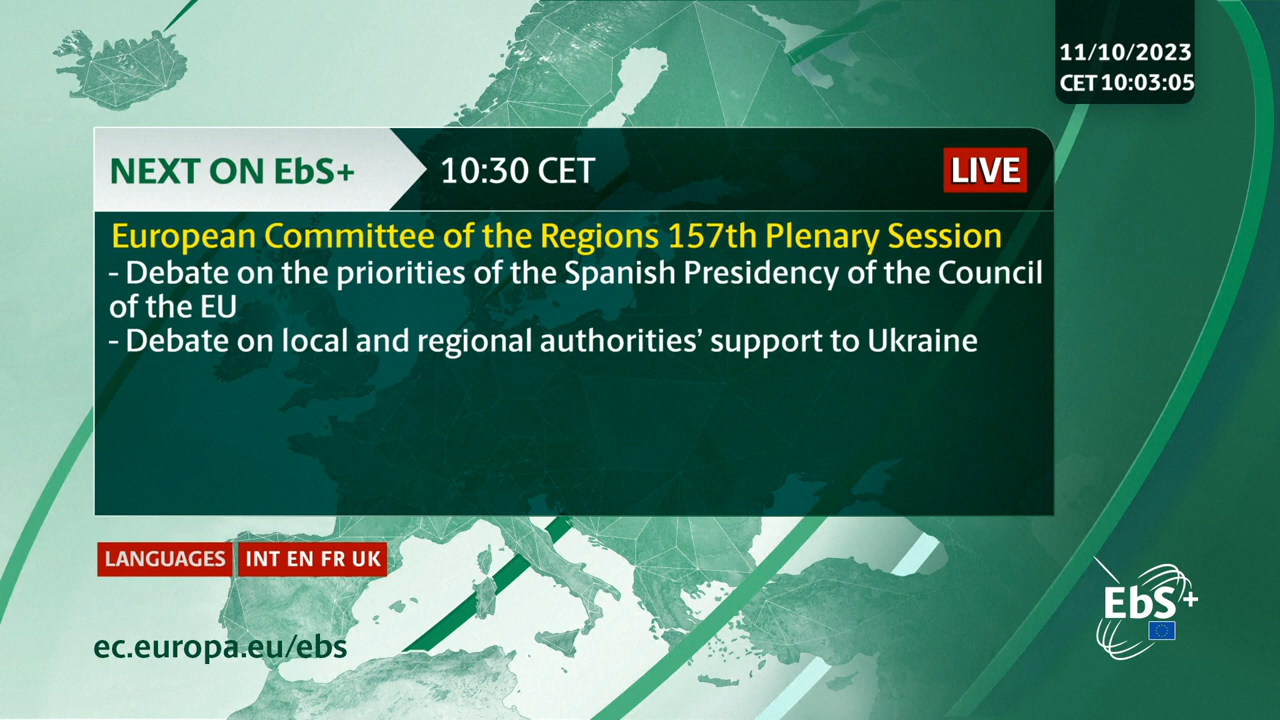 11/10/2023
CET 10:03:05
NEXT ON EbS+
10:30 CET
LIVE
European Committee of the Regions 157th Plenary Session
- Debate on the priorities of the Spanish Presidency of the Council
of the EU
- Debate on local and regional authorities’ support to Ukraine
LANGUAGES
INT EN FR UK
ec.europa.eu/ebs
EbS+